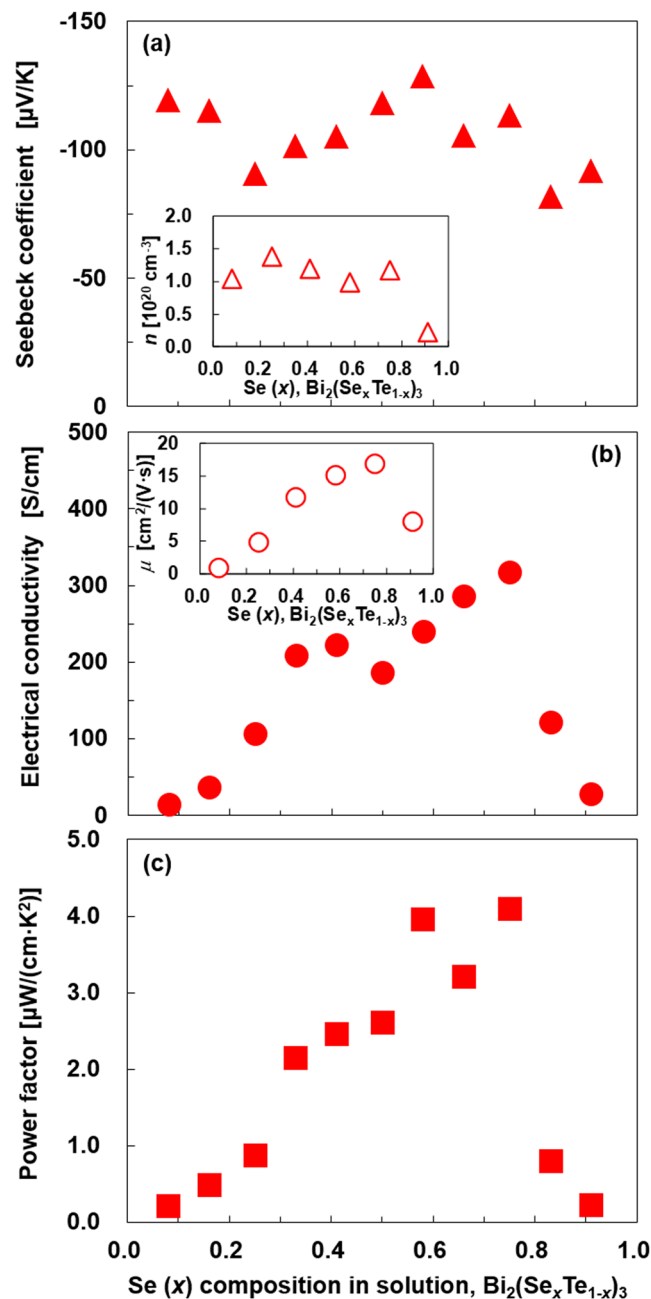 (a)
Seebeck coefficient [µV/K]
-150
-100
-50
0
n [10²⁰ cm⁻³]
2.0
1.5
1.0
0.5
0.0
0.0 0.2 0.4 0.6 0.8 1.0
Se (x), Bi₂(SeₓTe₁₋ₓ)₃
(b)
Electrical conductivity [S/cm]
500
400
300
200
100
0
μ [cm²/(V·s)]
20
15
10
5
0
0.0 0.2 0.4 0.6 0.8 1.0
Se (x), Bi₂(SeₓTe₁₋ₓ)₃
(c)
Power factor [µW/(cm·K²)]
5.0
4.0
3.0
2.0
1.0
0.0
0.0 0.2 0.4 0.6 0.8 1.0
Se (x) composition in solution, Bi₂(SeₓTe₁₋ₓ)₃